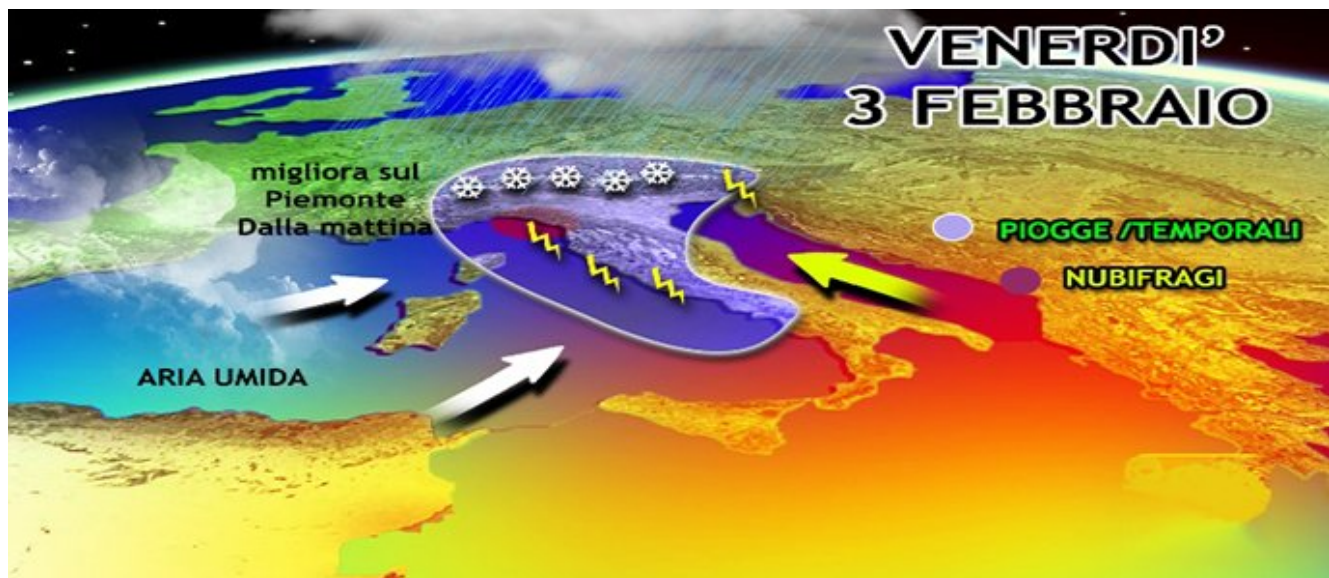 VENERDI'
3 FEBBRAIO
migliora sul
Piemonte
Dalla mattina
PIOGGE /TEMPORALI
NUBIFRAGI
ARIA UMIDA